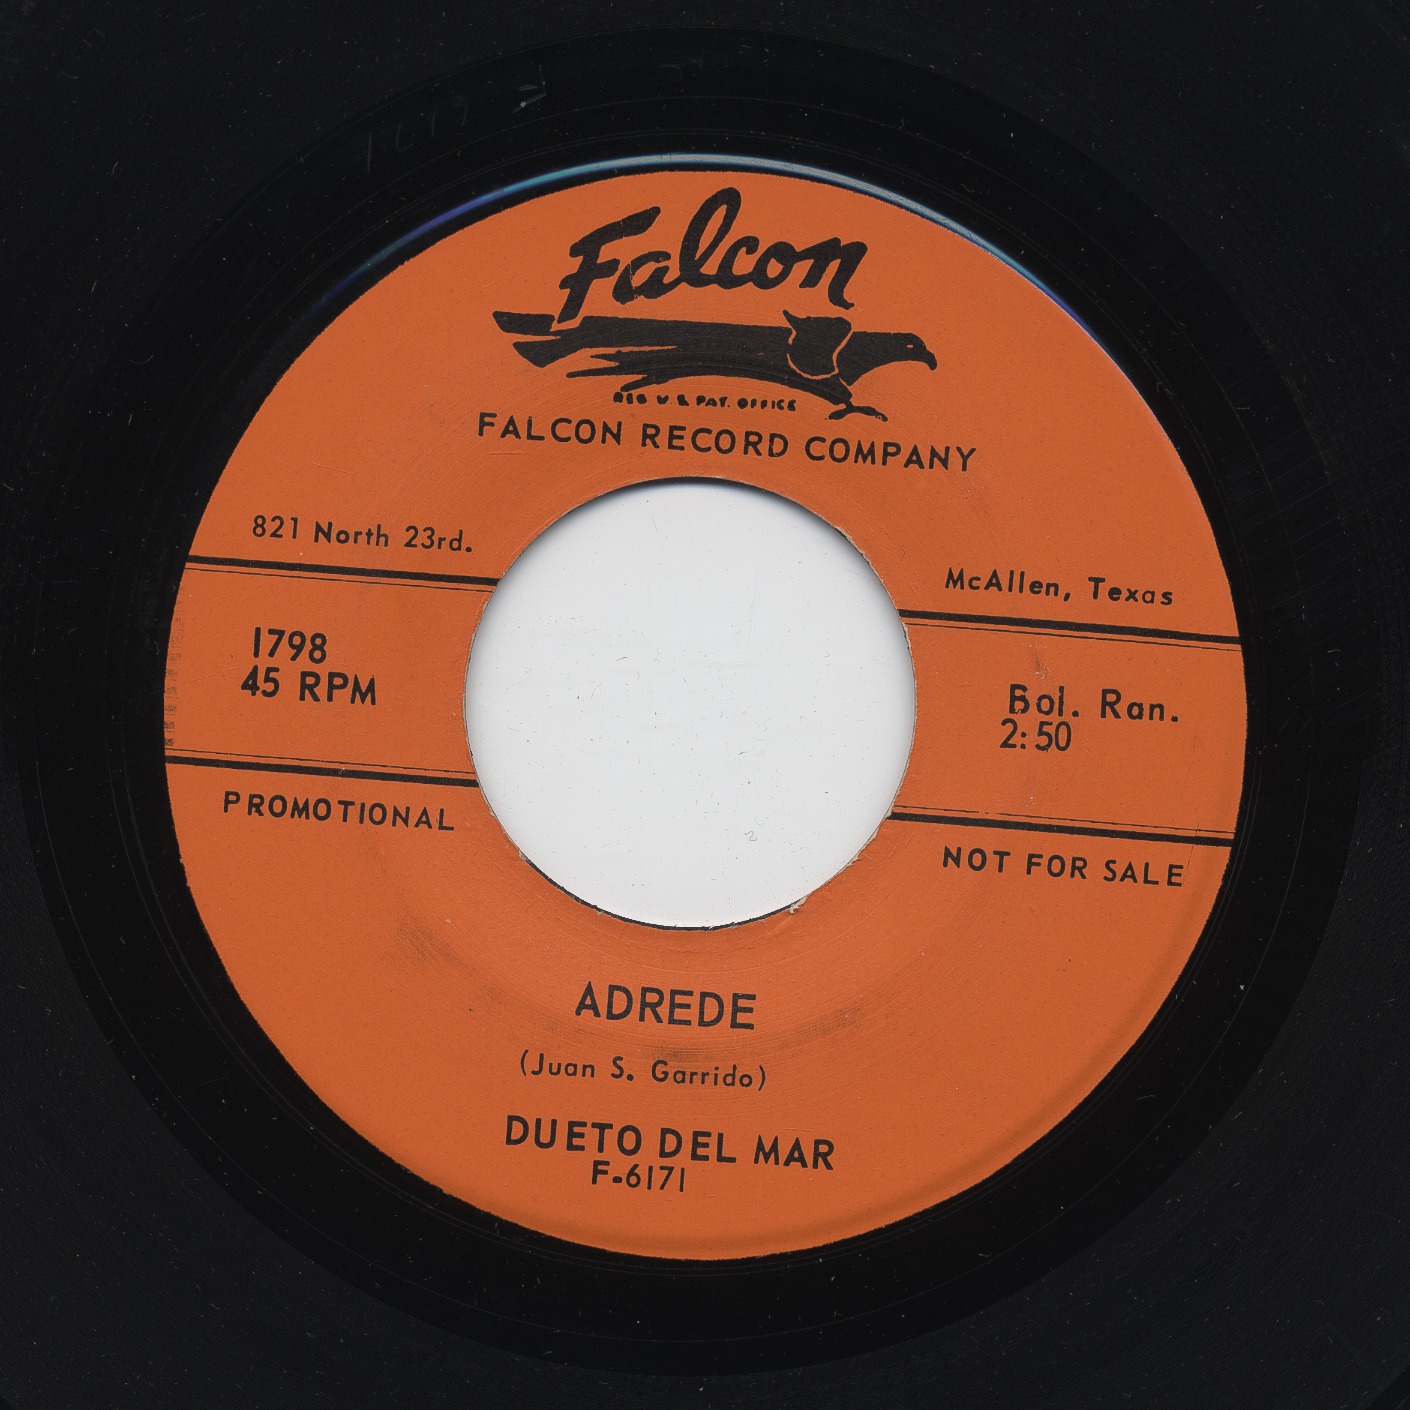 Falcon
REG U S PAT. OFFICE
FALCON RECORD COMPANY
821 North 23rd.
McAllen, Texas
1798
45 RPM
Bol. Ran.
2:50
PROMOTIONAL
NOT FOR SALE
ADREDE
(Juan S. Garrido)
DUETO DEL MAR
F-6171